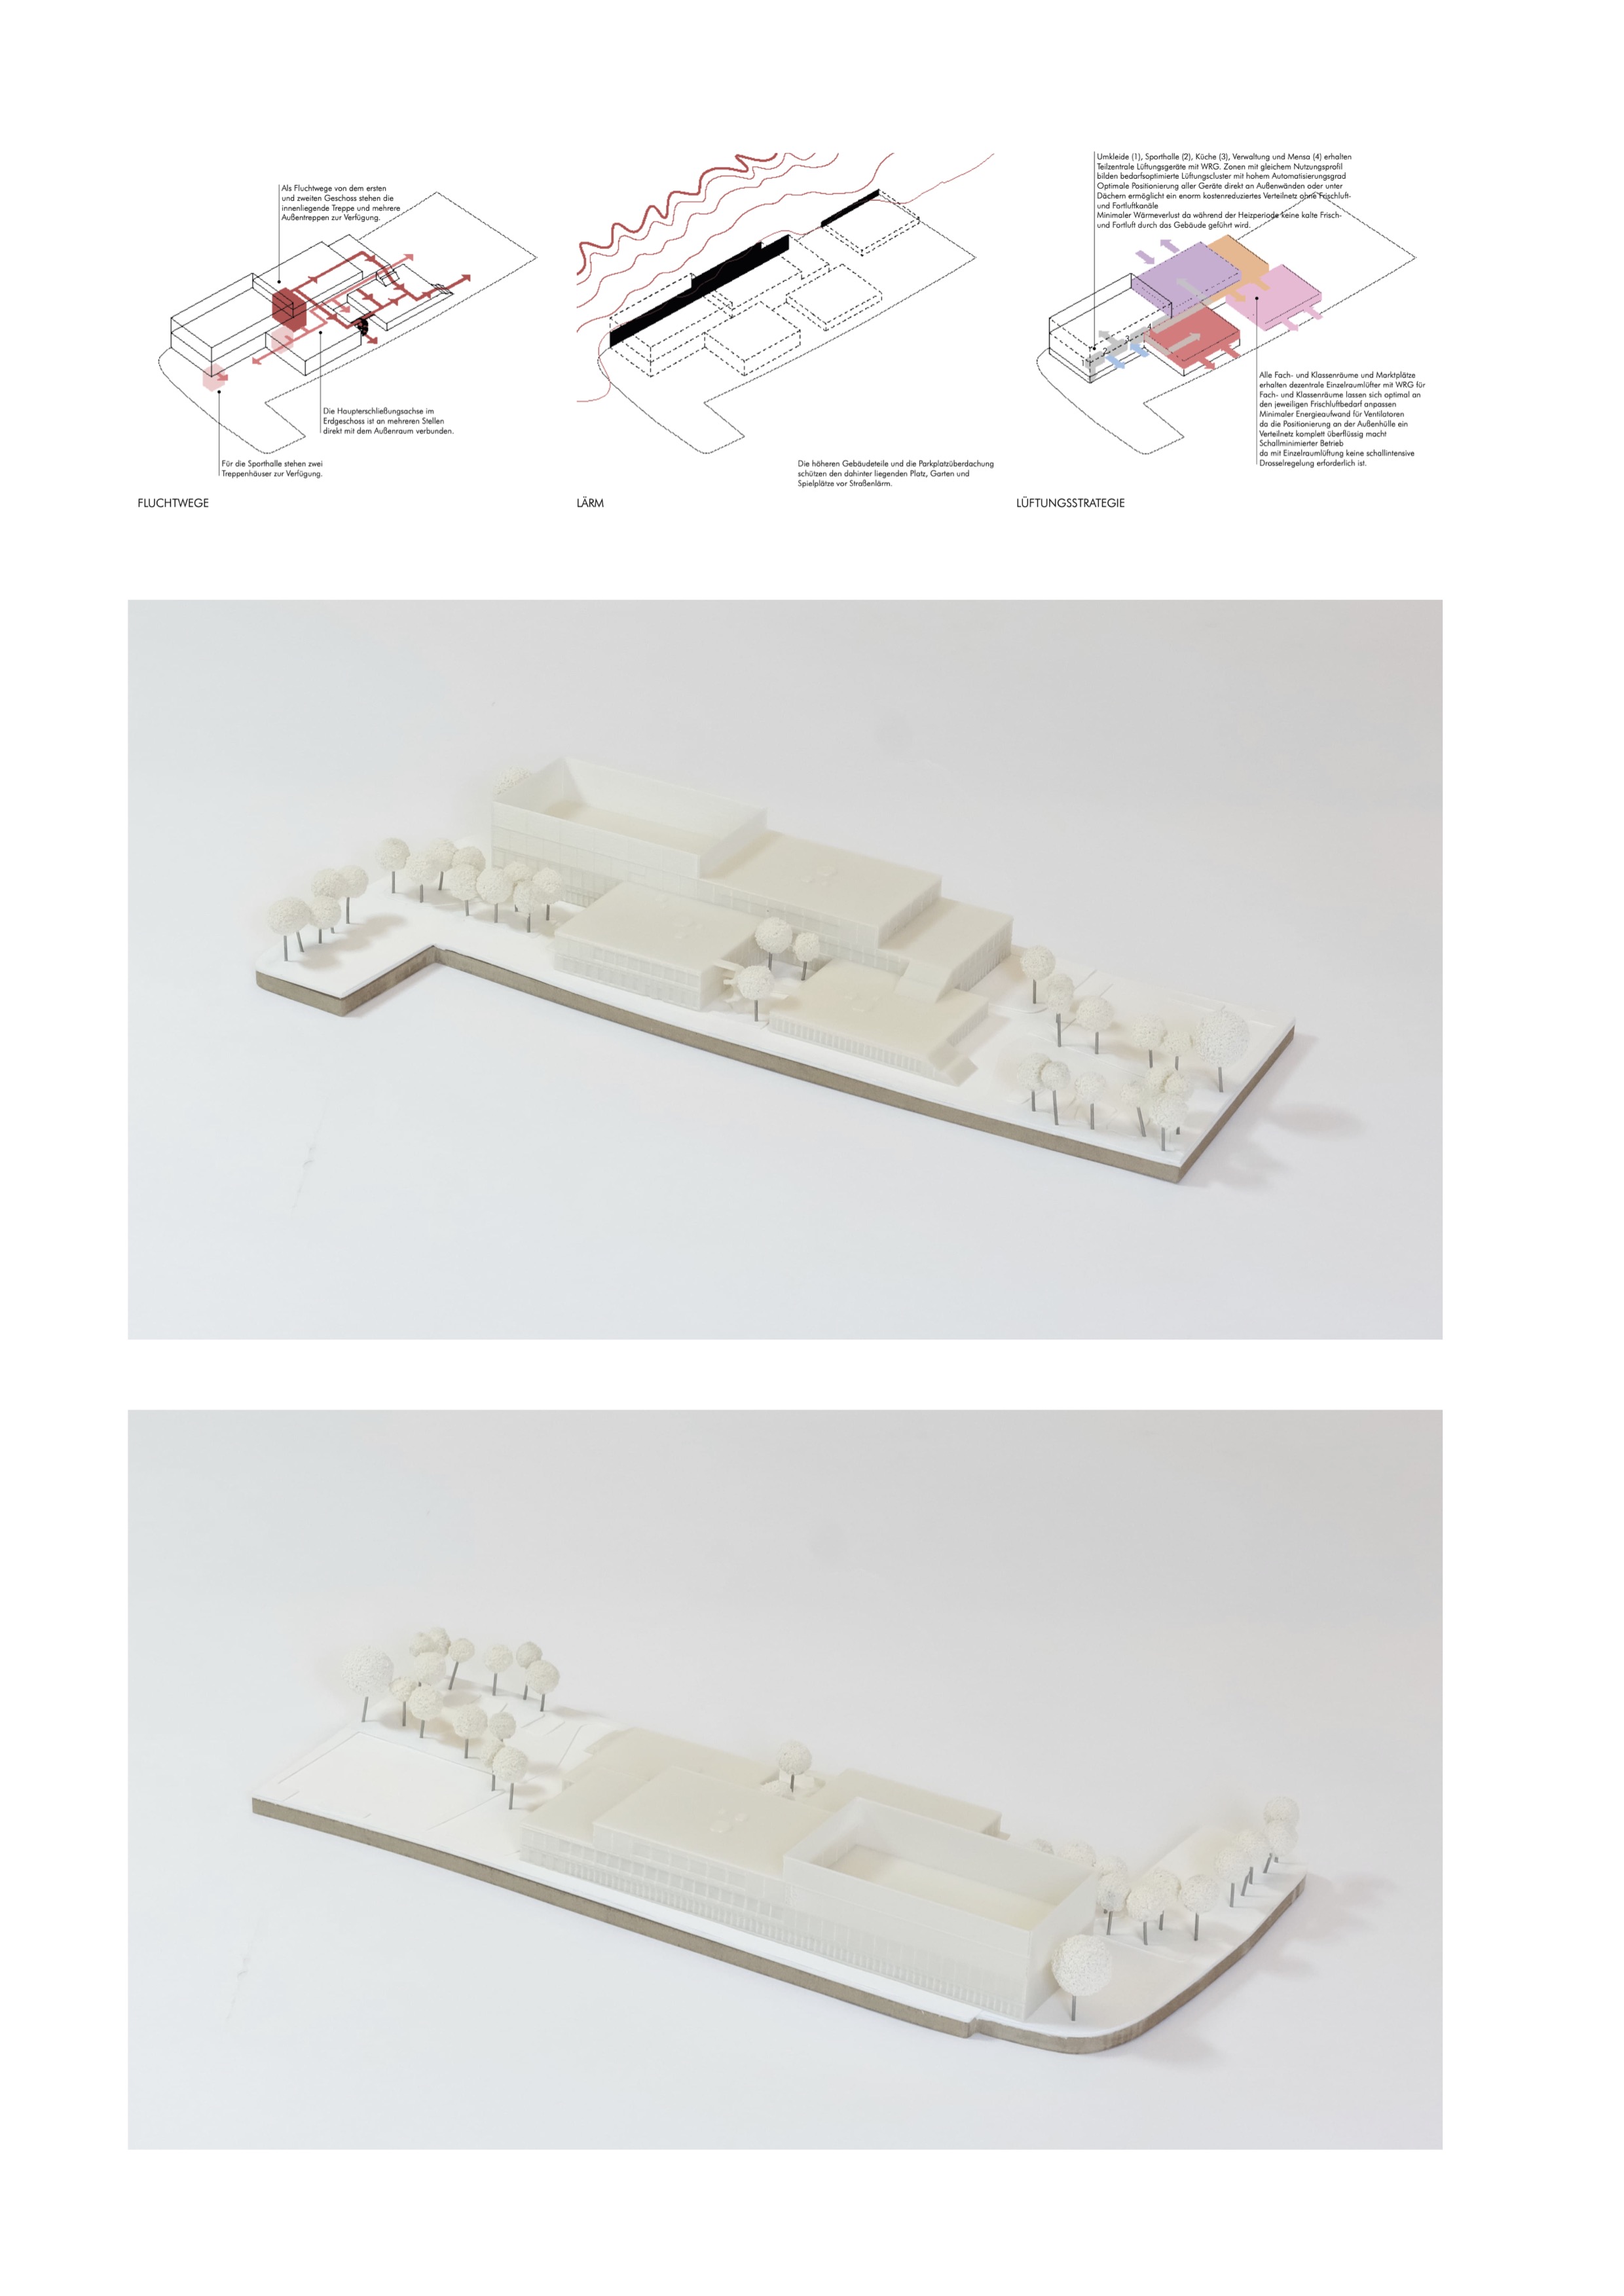 Als Fluchtwege von dem ersten
und zweiten Geschoss stehen die
innenliegende Treppe und mehrere
Außentreppen zur Verfügung.
Die Haupterschließungsachse im
Erdgeschoss ist an mehreren Stellen
direkt mit dem Außenraum verbunden.
Für die Sporthalle stehen zwei
Treppenhäuser zur Verfügung.
FLUCHTWEGE
Die höheren Gebäudeteile und die Parkplatzüberdachung
schützen den dahinter liegenden Platz, Garten und
Spielplätze vor Straßenlärm.
LÄRM
Umkleide (1), Sporthalle (2), Küche (3), Verwaltung und Mensa (4) erhalten
Teilzentrale Lüftungsgeräte mit WRG. Zonen mit gleichem Nutzungsprofil
bilden bedarfsoptimierte Lüftungscluster mit hohem Automatisierungsgrad
Optimale Positionierung aller Geräte direkt an Außenwänden oder unter
Dächern ermöglicht ein enorm kostenreduziertes Verteilnetz ohne Frischluft-
und Fortluftkanäle
Minimaler Wärmeverlust da während der Heizperiode keine kalte Frisch-
und Fortluft durch das Gebäude geführt wird.
4
3
2
1
Alle Fach- und Klassenräume und Marktplätze
erhalten dezentrale Einzelraumlüfter mit WRG für
Fach- und Klassenräume lassen sich optimal an
den jeweiligen Frischluftbedarf anpassen
Minimaler Energieaufwand für Ventilatoren
da die Positionierung an der Außenhülle ein
Verteilnetz komplett überflüssig macht
Schallminimierter Betrieb
da mit Einzelraumlüftung keine schallintensive
Drosselregelung erforderlich ist.
LÜFTUNGSSTRATEGIE